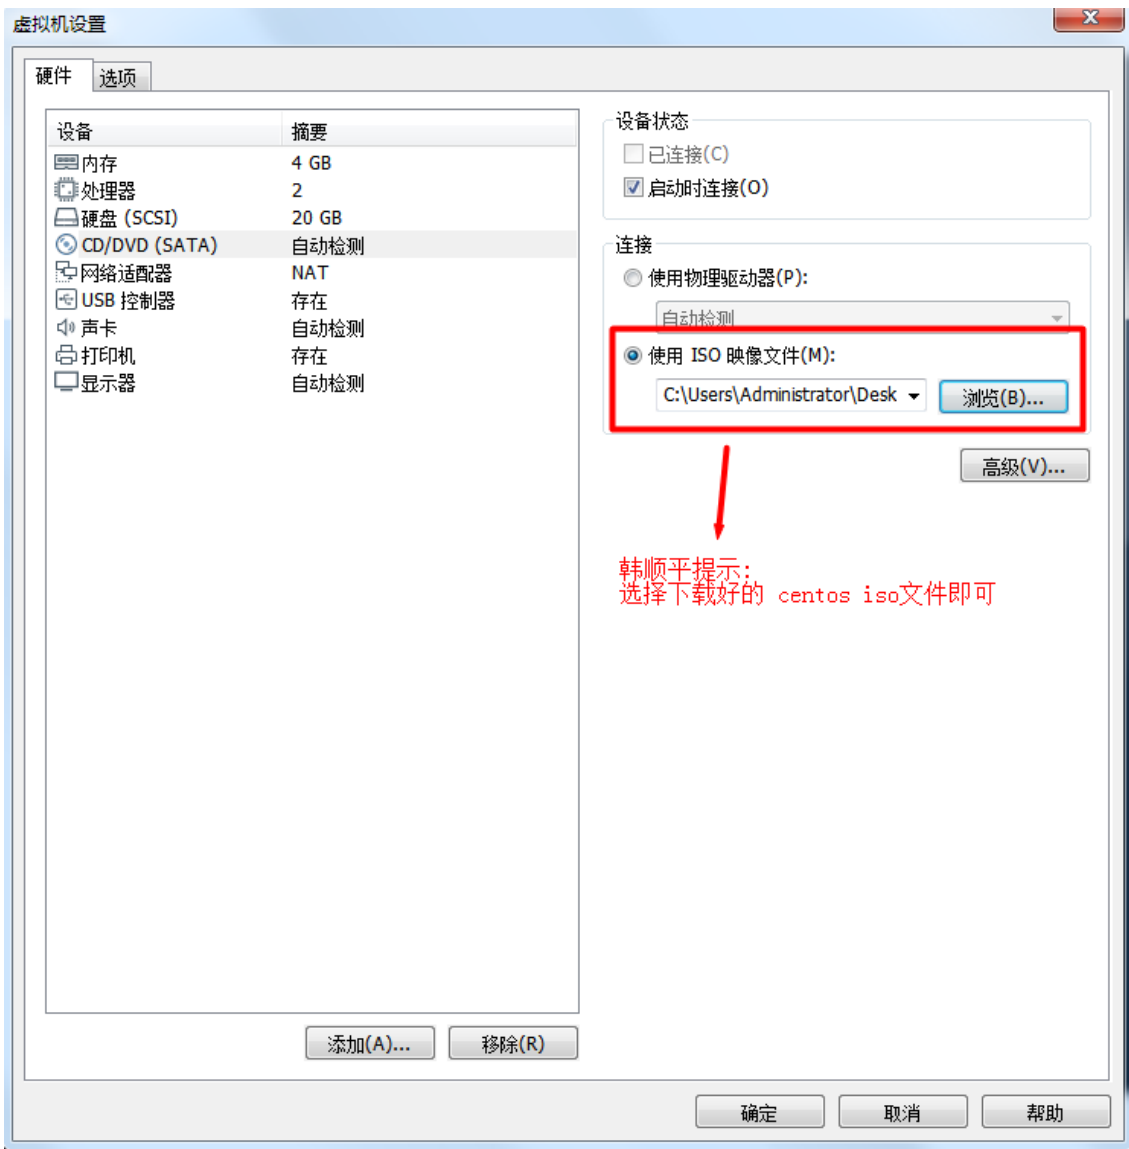 虚拟机设置
硬件 选项
设备 摘要
内存 4 GB
处理器 2
硬盘 (SCSI) 20 GB
CD/DVD (SATA) 自动检测
网络适配器 NAT
USB 控制器 存在
声卡 自动检测
打印机 存在
显示器 自动检测
添加(A)... 移除(R)
设备状态
已连接(C)
启动时连接(O)
连接
使用物理驱动器(P):
自动检测
使用 ISO 映像文件(M):
C:\Users\Administrator\Desk 浏览(B)...
高级(V)...
韩顺平提示:
选择下载好的 centos iso文件即可
确定 取消 帮助